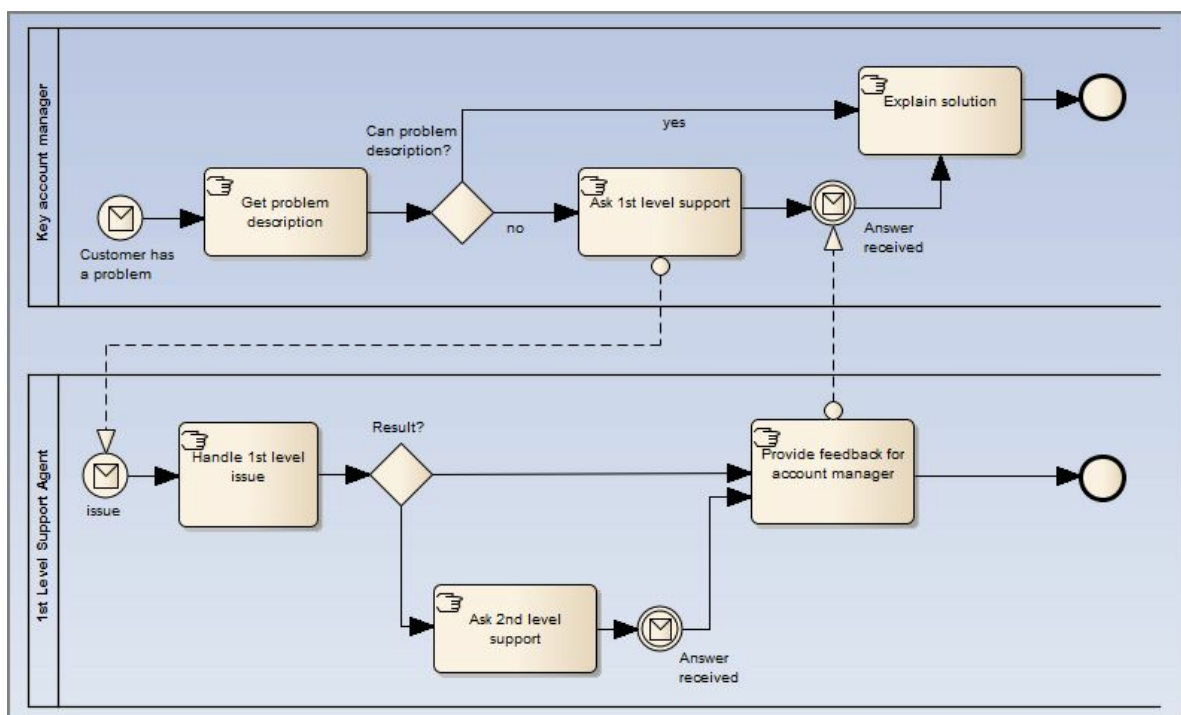 Key account manager
Customer has
a problem
Get problem
description
Can problem
description?
yes
no
Ask 1st level support
Answer
received
Explain solution
1st Level Support Agent
issue
Handle 1st level
issue
Result?
Ask 2nd level
support
Answer
received
Provide feedback for
account manager